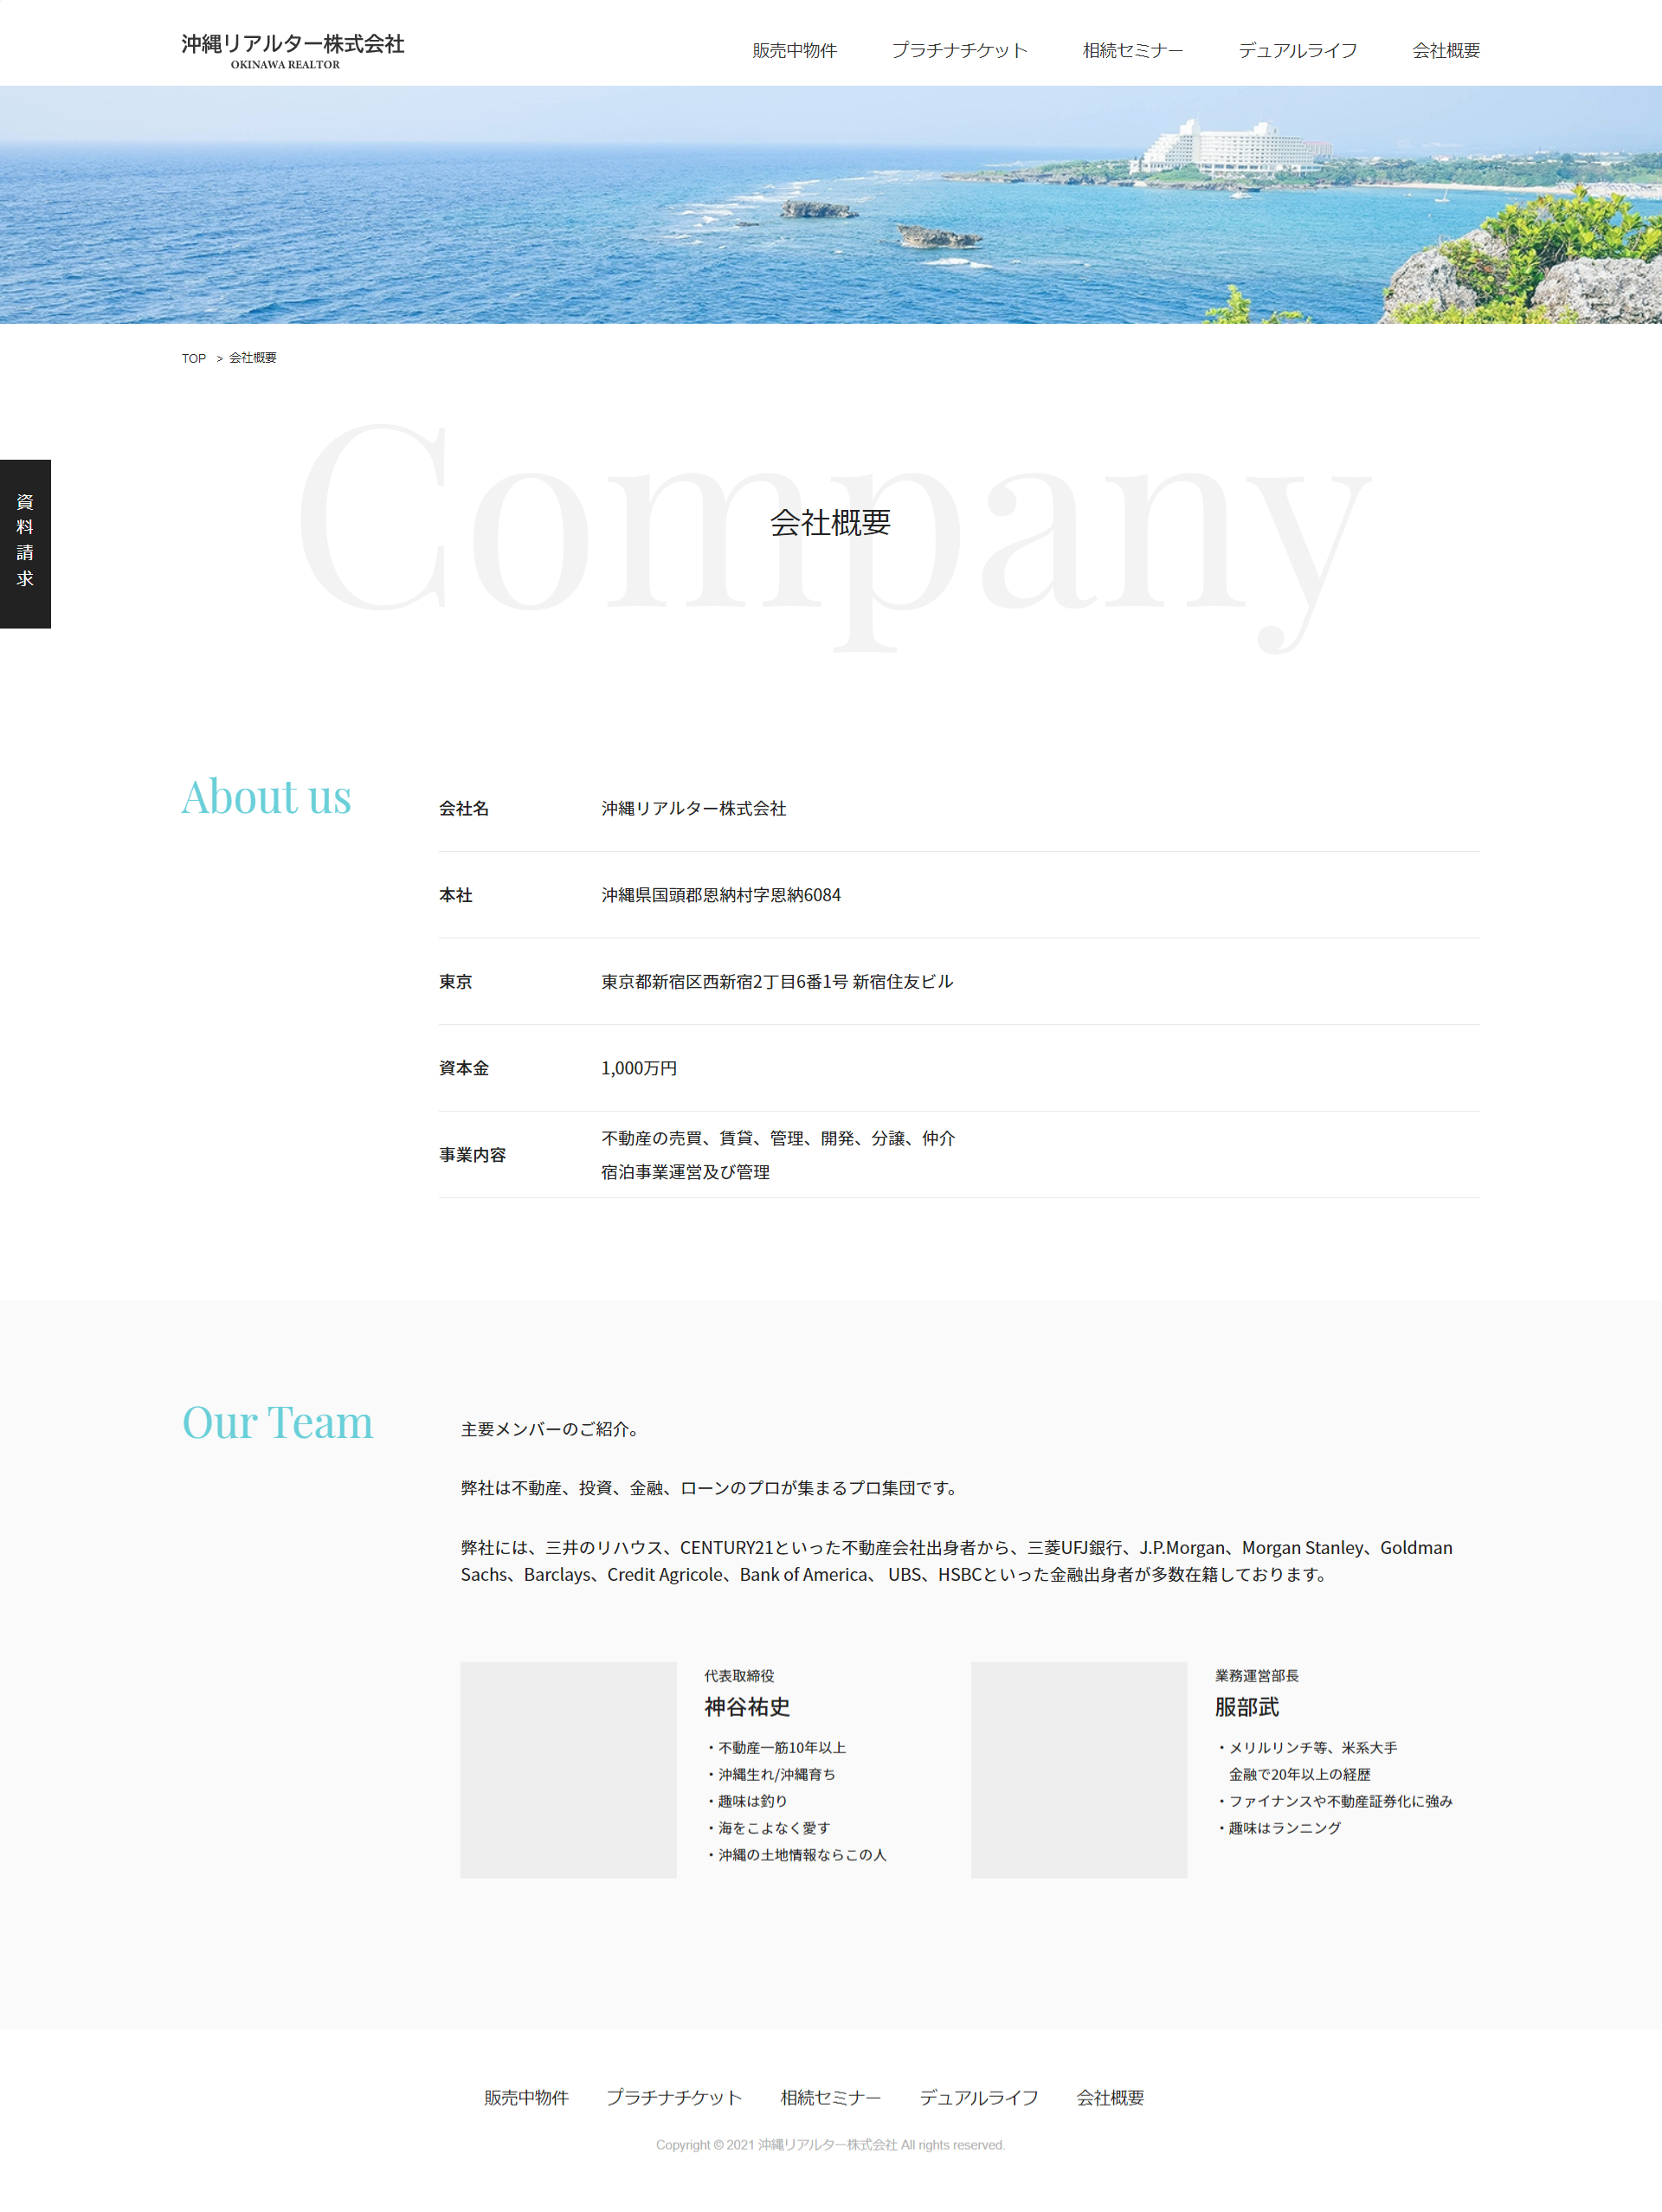 沖縄リアルター株式会社
OKINAWA REALTOR
販売中物件
プラチナチケット
相続セミナー
デュアルライフ
会社概要
TOP > 会社概要
Company
会社概要
資料請求
About us
会社名
沖縄リアルター株式会社
本社
沖縄県国頭郡恩納村字恩納6084
東京
東京都新宿区西新宿2丁目6番1号 新宿住友ビル
資本金
1,000万円
事業内容
不動産の売買、賃貸、管理、開発、分譲、仲介
宿泊事業運営及び管理
Our Team
主要メンバーのご紹介。
弊社は不動産、投資、金融、ローンのプロが集まるプロ集団です。
弊社には、三井のリハウス、CENTURY21といった不動産会社出身者から、三菱UFJ銀行、J.P.Morgan、Morgan Stanley、Goldman
Sachs、Barclays、Credit Agricole、Bank of America、 UBS、HSBCといった金融出身者が多数在籍しております。
代表取締役
神谷祐史
・不動産一筋10年以上
・沖縄生れ/沖縄育ち
・趣味は釣り
・海をこよなく愛す
・沖縄の土地情報ならこの人
業務運営部長
服部武
・メリルリンチ等、米系大手
金融で20年以上の経歴
・ファイナンスや不動産証券化に強み
・趣味はランニング
販売中物件
プラチナチケット
相続セミナー
デュアルライフ
会社概要
Copyright © 2021 沖縄リアルター株式会社 All rights reserved.